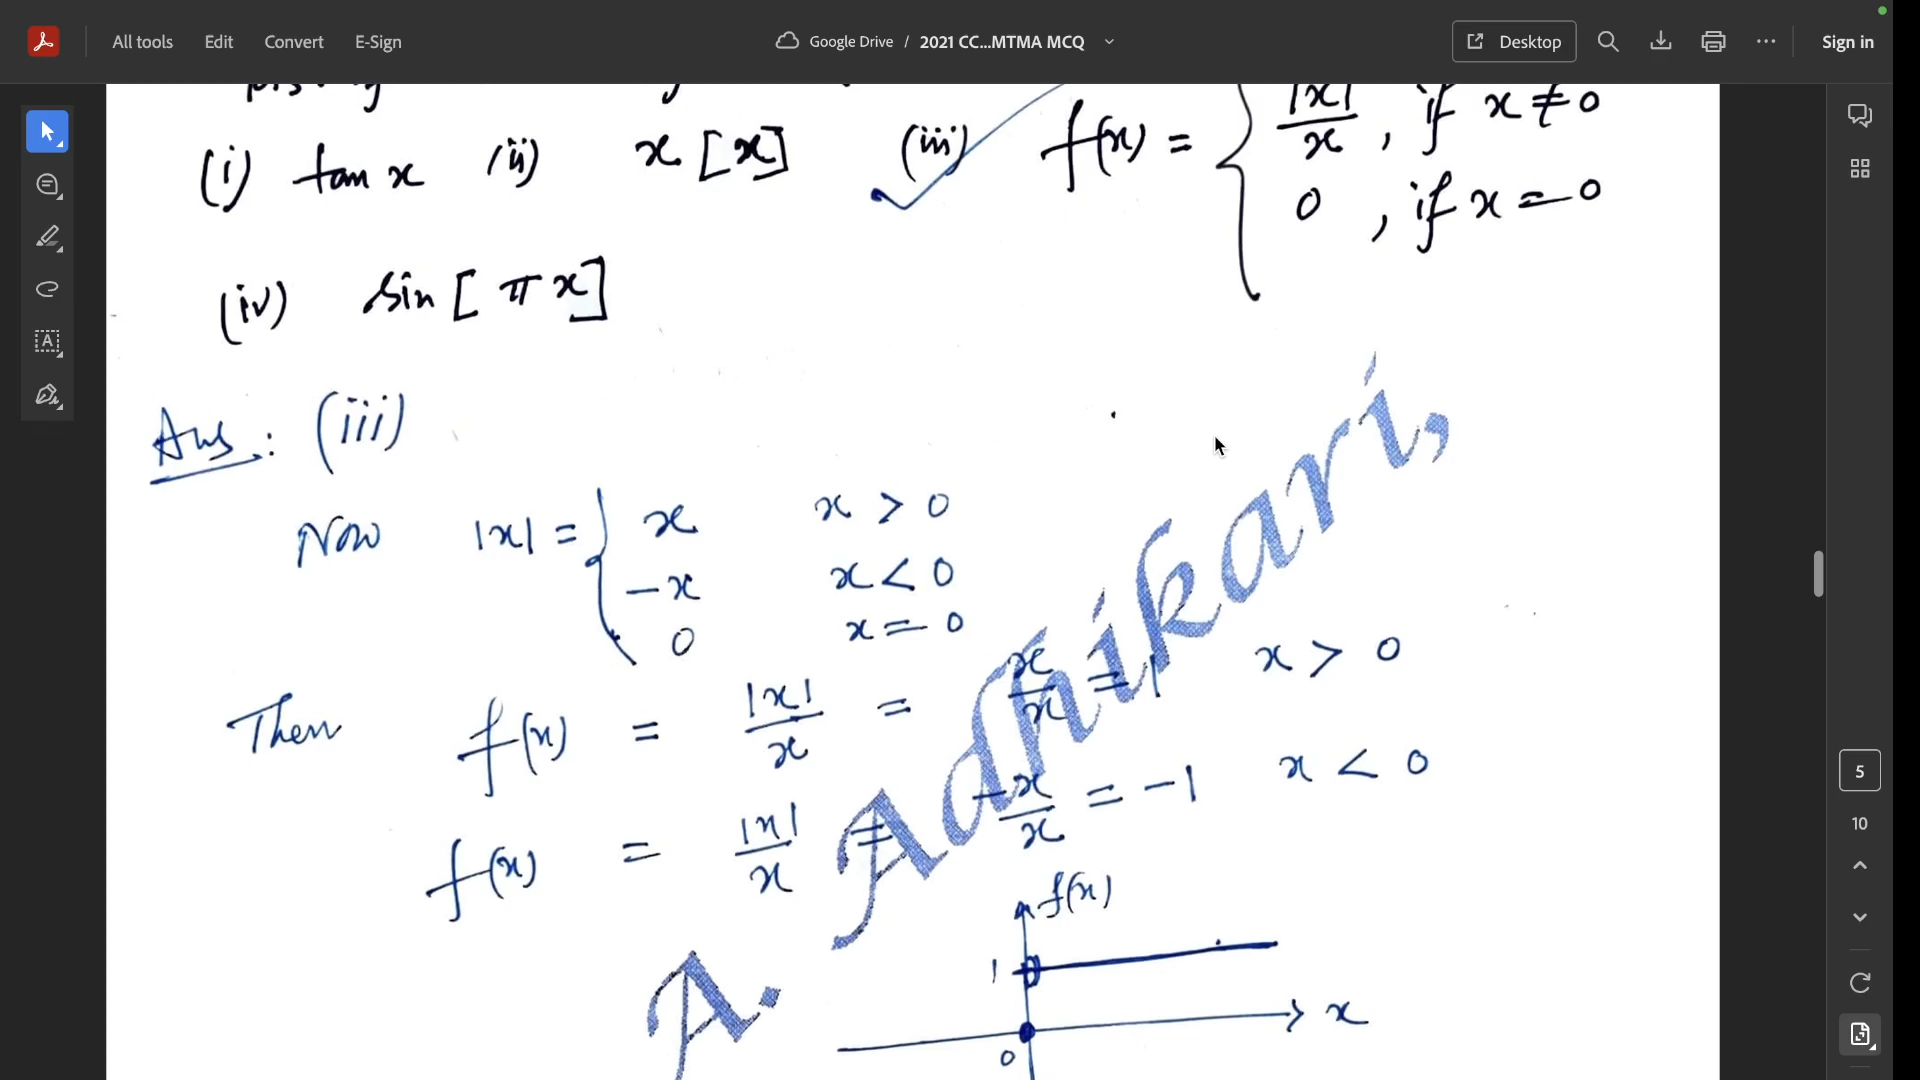 All tools Edit Convert E-Sign Google Drive / 2021 CC...MTMA MCQ Desktop Sign in
(i) tan x (ii) x [x] (iii) f(x) = { |x|/x , if x ≠ 0
0 , if x = 0
(iv) sin [πx]
Ans : (iii)
Now |x| = { x x > 0
-x x < 0
0 x = 0
Then f(x) = |x|/x = x/x = 1 x > 0
f(x) = |x|/x = -x/x = -1 x < 0
f(x)
1
x
0
A. Adhikari,
5
10